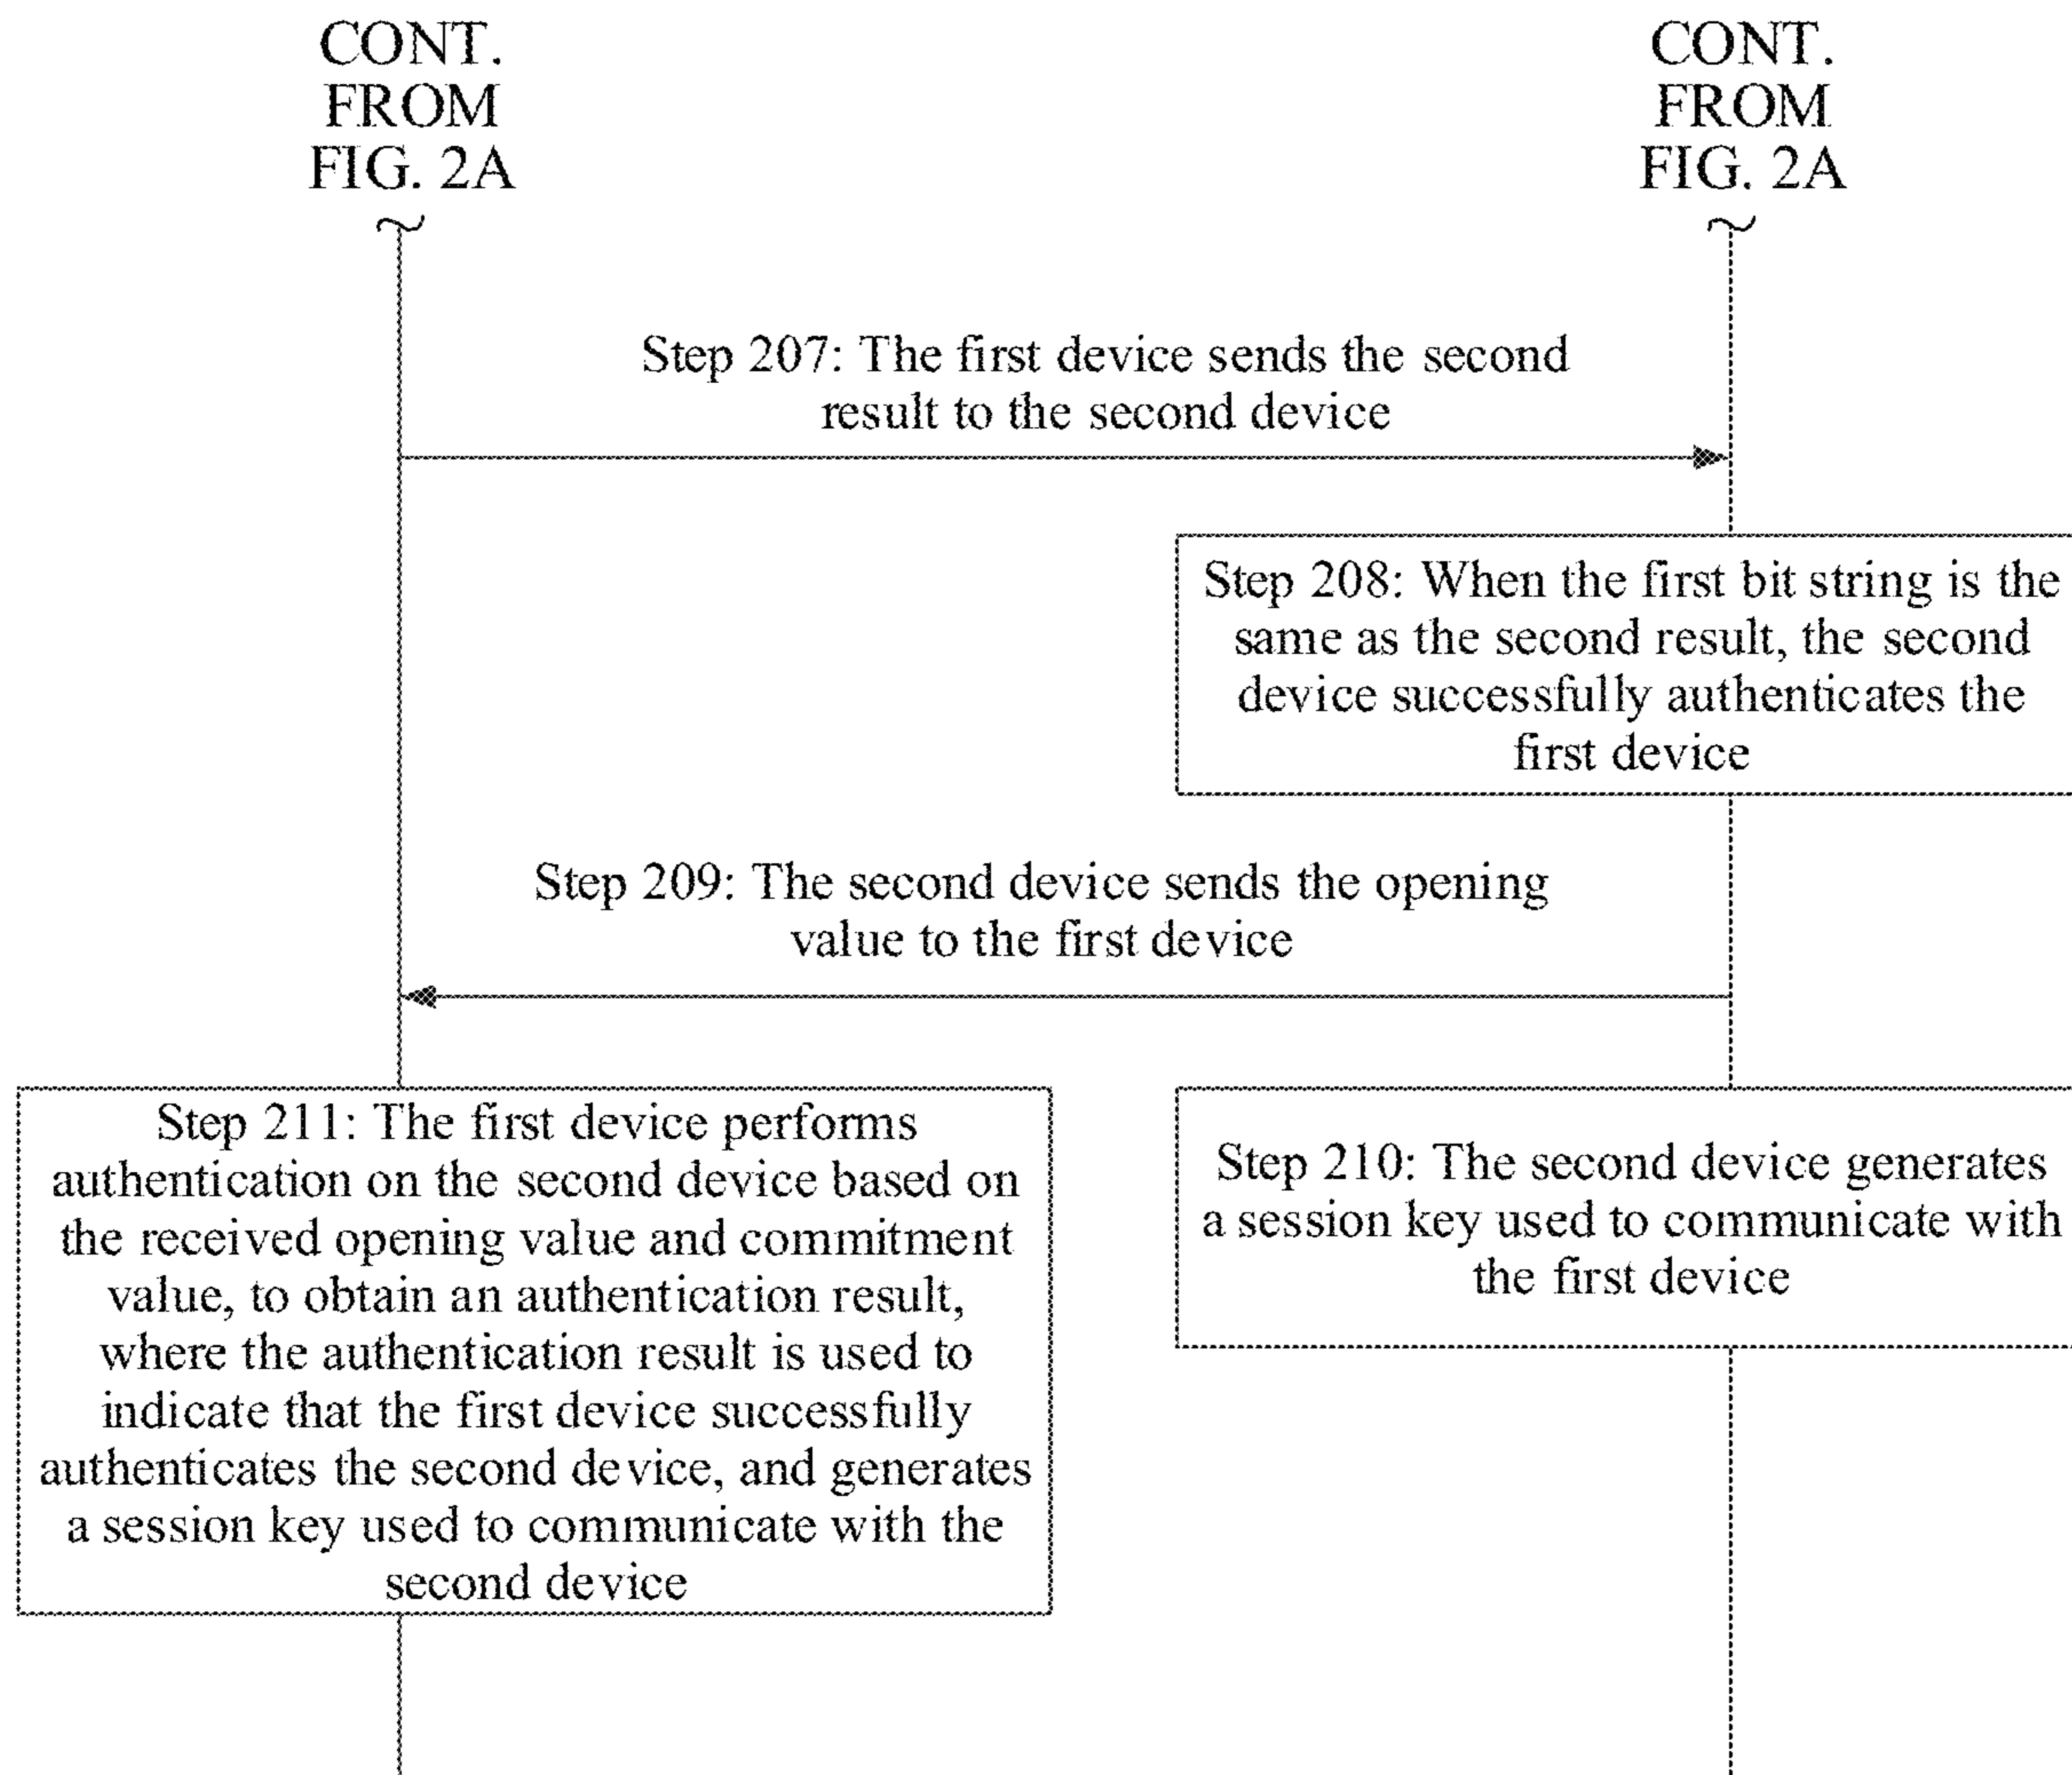 CONT.
FROM
FIG. 2A
CONT.
FROM
FIG. 2A
Step 207: The first device sends the second
result to the second device
Step 208: When the first bit string is the
same as the second result, the second
device successfully authenticates the
first device
Step 209: The second device sends the opening
value to the first device
Step 211: The first device performs
authentication on the second device based on
the received opening value and commitment
value, to obtain an authentication result,
where the authentication result is used to
indicate that the first device successfully
authenticates the second device, and generates
a session key used to communicate with the
second device
Step 210: The second device generates
a session key used to communicate with
the first device